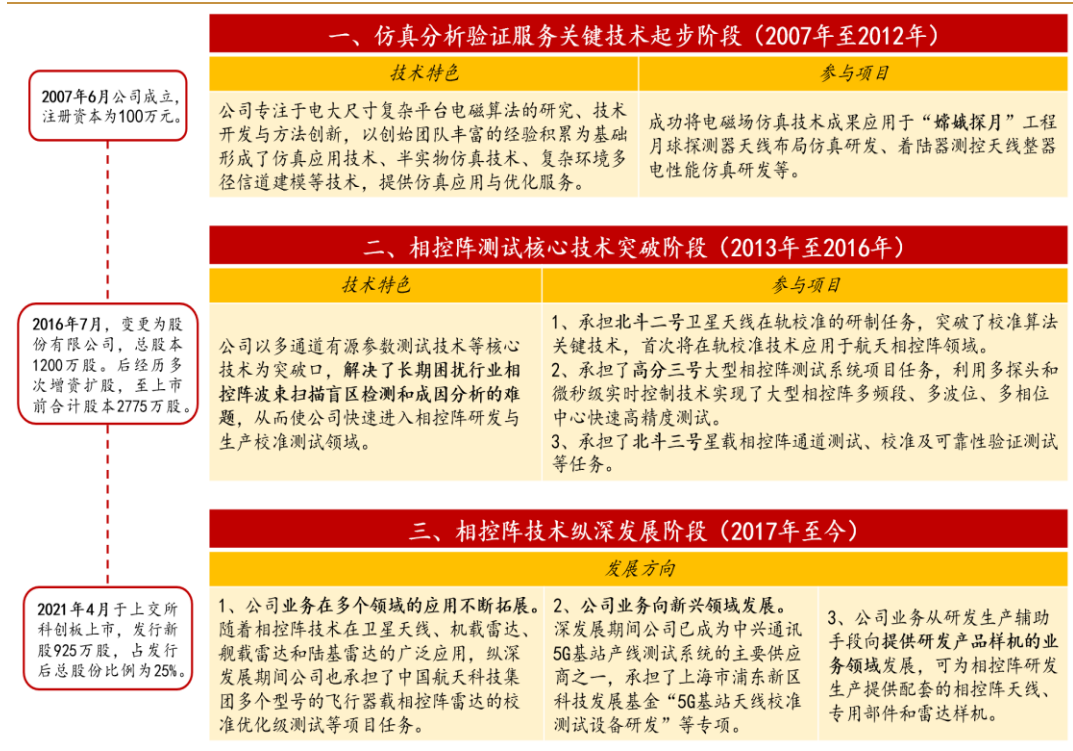 一、仿真分析验证服务关键技术起步阶段（2007年至2012年）
2007年6月公司成立，
注册资本为100万元。
技术特色
参与项目
公司专注于电大尺寸复杂平台电磁算法的研究、技术
开发与方法创新，以创始团队丰富的经验积累为基础
形成了仿真应用技术、半实物仿真技术、复杂环境多
径信道建模等技术，提供仿真应用与优化服务。
成功将电磁场仿真技术成果应用于“嫦娥探月”工程
月球探测器天线布局仿真研发、着陆器测控天线整器
电性能仿真研发等。
二、相控阵测试核心技术突破阶段（2013年至2016年）
2016年7月，变更为股
份有限公司，总股本
1200万股。后经历多
次增资扩股，至上市
前合计股本2775万股。
技术特色
参与项目
公司以多通道有源参数测试技术等核心
技术为突破口，解决了长期困扰行业相
控阵波束扫描盲区检测和成因分析的难
题，从而使公司快速进入相控阵研发与
生产校准测试领域。
1、承担北斗二号卫星天线在轨校准的研制任务，突破了校准算法
关键技术，首次将在轨校准技术应用于航天相控阵领域。
2、承担了高分三号大型相控阵测试系统项目任务，利用多探头和
微秒级实时控制技术实现了大型相控阵多频段、多波位、多相位
中心快速高精度测试。
3、承担了北斗三号星载相控阵通道测试、校准及可靠性验证测试
等任务。
三、相控阵技术纵深发展阶段（2017年至今）
2021年4月于上交所
科创板上市，发行新
股925万股，占发行
后总股份比例为25%。
发展方向
1、公司业务在多个领域的应用不断拓展。
随着相控阵技术在卫星天线、机载雷达、
舰载雷达和陆基雷达的广泛应用，纵深
发展期间公司也承担了中国航天科技集
团多个型号的飞行器载相控阵雷达的校
准优化级测试等项目任务。
2、公司业务向新兴领域发展。
深发展期间公司已成为中兴通讯
5G基站产线测试系统的主要供应
商之一，承担了上海市浦东新区
科技发展基金“5G基站天线校准
测试设备研发”等专项。
3、公司业务从研发生产辅助
手段向提供研发产品样机的业
务领域发展，可为相控阵研发
生产提供配套的相控阵天线、
专用部件和雷达样机。